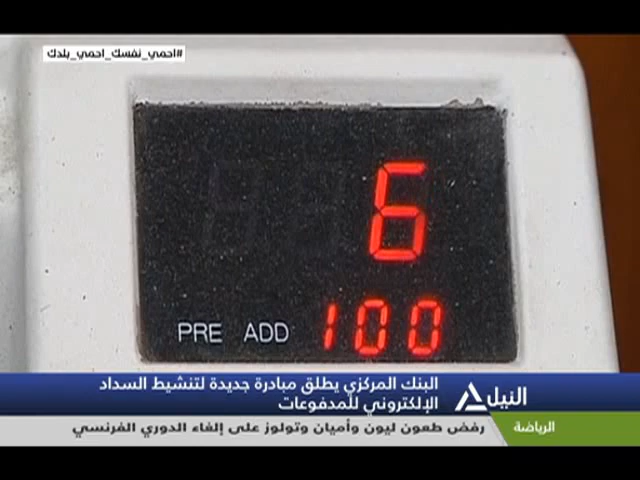 #احمي_نفسك_احمي_بلدك
6
PRE ADD 100
البنك المركزي يطلق مبادرة جديدة لتنشيط السداد
الإلكتروني للمدفوعات
النيل
رفض طعون ليون وأميان وتولوز على إلغاء الدوري الفرنسي
الرياضة